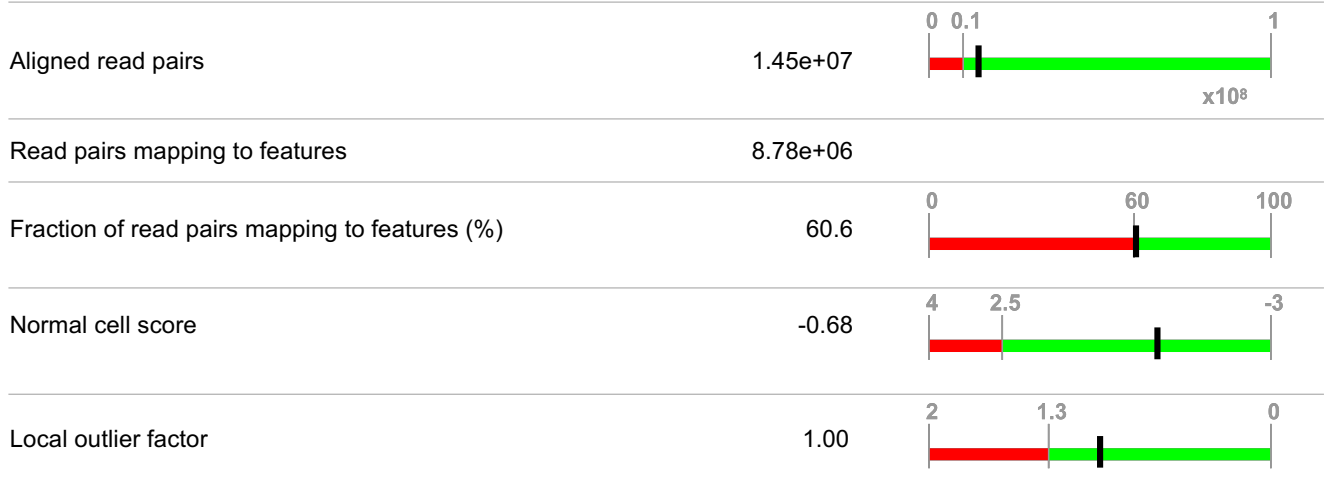 0 0.1 1
Aligned read pairs 1.45e+07
x10⁸
Read pairs mapping to features 8.78e+06
0 60 100
Fraction of read pairs mapping to features (%) 60.6
4 2.5 -3
Normal cell score -0.68
2 1.3 0
Local outlier factor 1.00